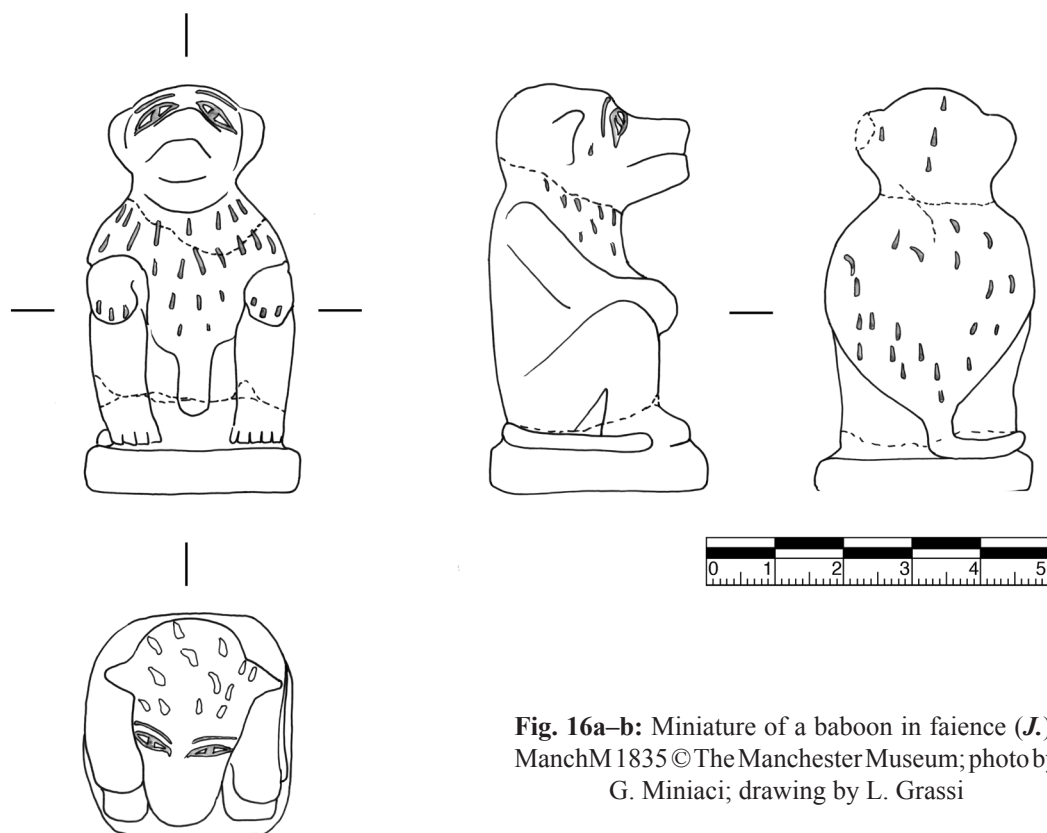 0 1 2 3 4 5
Fig. 16a–b: Miniature of a baboon in faience (J.)
ManchM 1835 © The Manchester Museum; photo by
G. Miniaci; drawing by L. Grassi